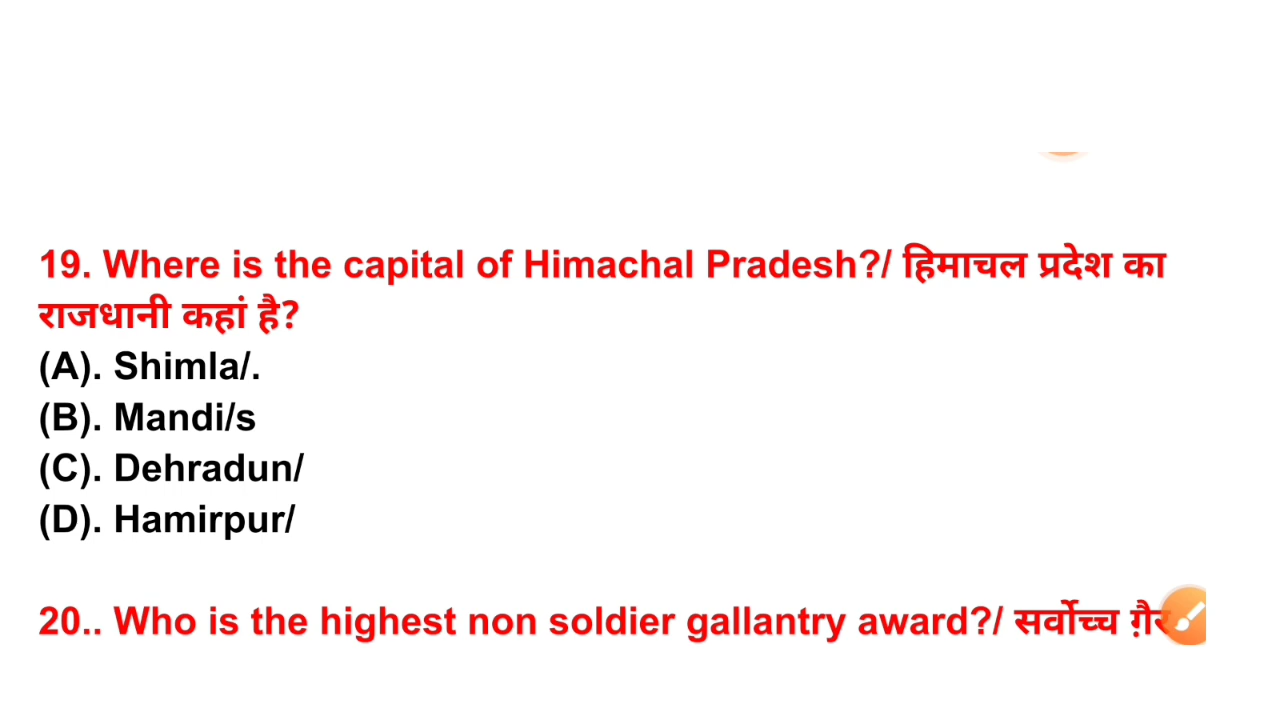 19. Where is the capital of Himachal Pradesh?/ हिमाचल प्रदेश का
राजधानी कहां है?
(A). Shimla/.
(B). Mandi/s
(C). Dehradun/
(D). Hamirpur/
20.. Who is the highest non soldier gallantry award?/ सर्वोच्च ग़ैर